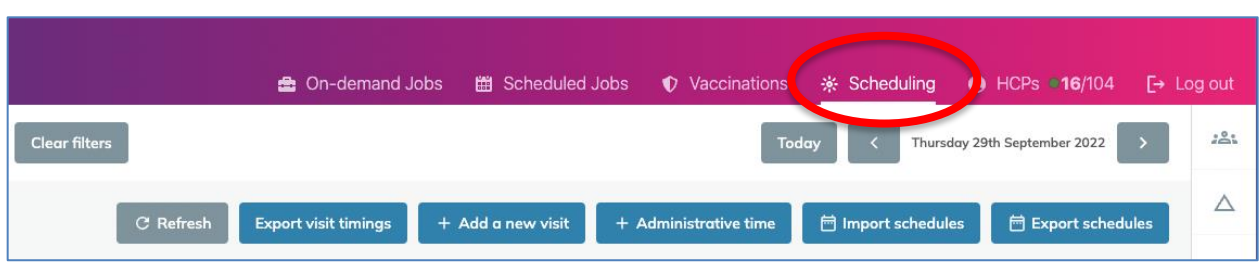 On-demand Jobs Scheduled Jobs Vaccinations Scheduling HCPs 16/104 Log out
Clear filters Today < Thursday 29th September 2022 >
Refresh Export visit timings + Add a new visit + Administrative time Import schedules Export schedules